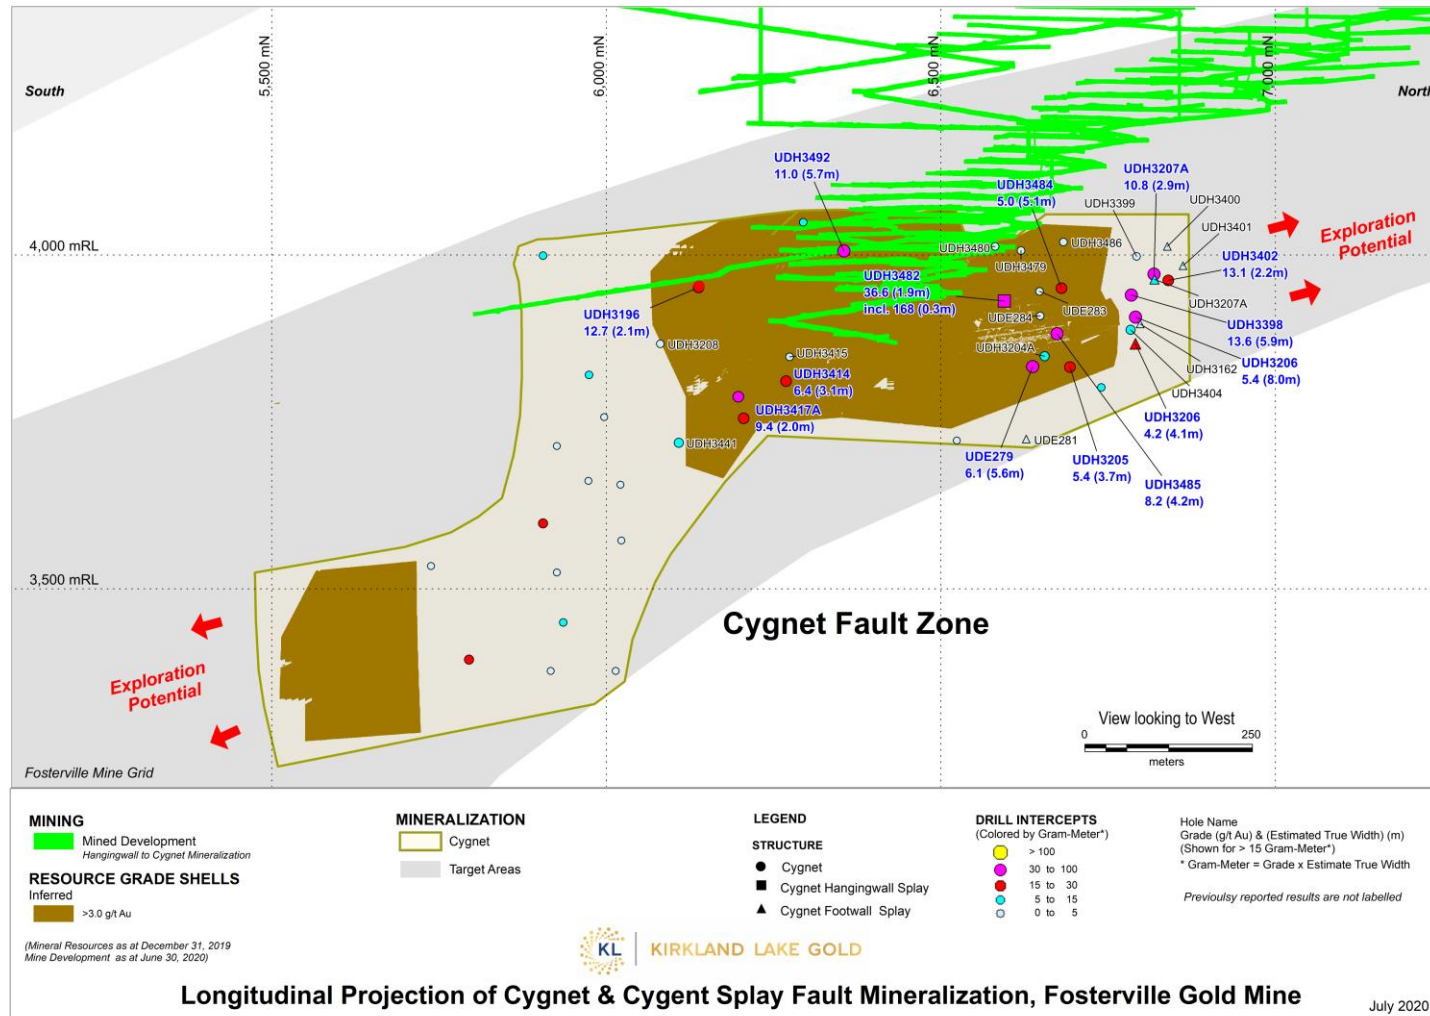 South
5,500 mN
6,000 mN
6,500 mN
7,000 mN
North
UDH3492
11.0 (5.7m)
UDH3484
5.0 (5.1m)
UDH3207A
10.8 (2.9m)
UDH3399
UDH3400
UDH3401
4,000 mRL
UDH3480
UDH3479
UDH3486
UDH3402
13.1 (2.2m)
Exploration
Potential
UDH3482
36.6 (1.9m)
incl. 168 (0.3m)
UDE283
UDE284
UDH3207A
UDH3196
12.7 (2.1m)
UDH3398
13.6 (5.9m)
UDH3208
UDH3415
UDH3204A
UDH3162
UDH3206
5.4 (8.0m)
UDH3414
6.4 (3.1m)
UDH3404
UDH3417A
9.4 (2.0m)
UDH3206
4.2 (4.1m)
UDH3441
UDE281
UDE279
6.1 (5.6m)
UDH3205
5.4 (3.7m)
UDH3485
8.2 (4.2m)
3,500 mRL
Cygnet Fault Zone
Exploration
Potential
View looking to West
0 250
meters
Fosterville Mine Grid
MINING
Mined Development
Hangingwall to Cygnet Mineralization
RESOURCE GRADE SHELLS
Inferred
>3.0 g/t Au
(Mineral Resources as at December 31, 2019
Mine Development as at June 30, 2020)
MINERALIZATION
Cygnet
Target Areas
LEGEND
STRUCTURE
Cygnet
Cygnet Hangingwall Splay
Cygnet Footwall Splay
DRILL INTERCEPTS
(Colored by Gram-Meter*)
> 100
30 to 100
15 to 30
5 to 15
0 to 5
Hole Name
Grade (g/t Au) & (Estimated True Width) (m)
(Shown for > 15 Gram-Meter*)
* Gram-Meter = Grade x Estimate True Width
Previoulsy reported results are not labelled
KL KIRKLAND LAKE GOLD
Longitudinal Projection of Cygnet & Cygent Splay Fault Mineralization, Fosterville Gold Mine
July 2020